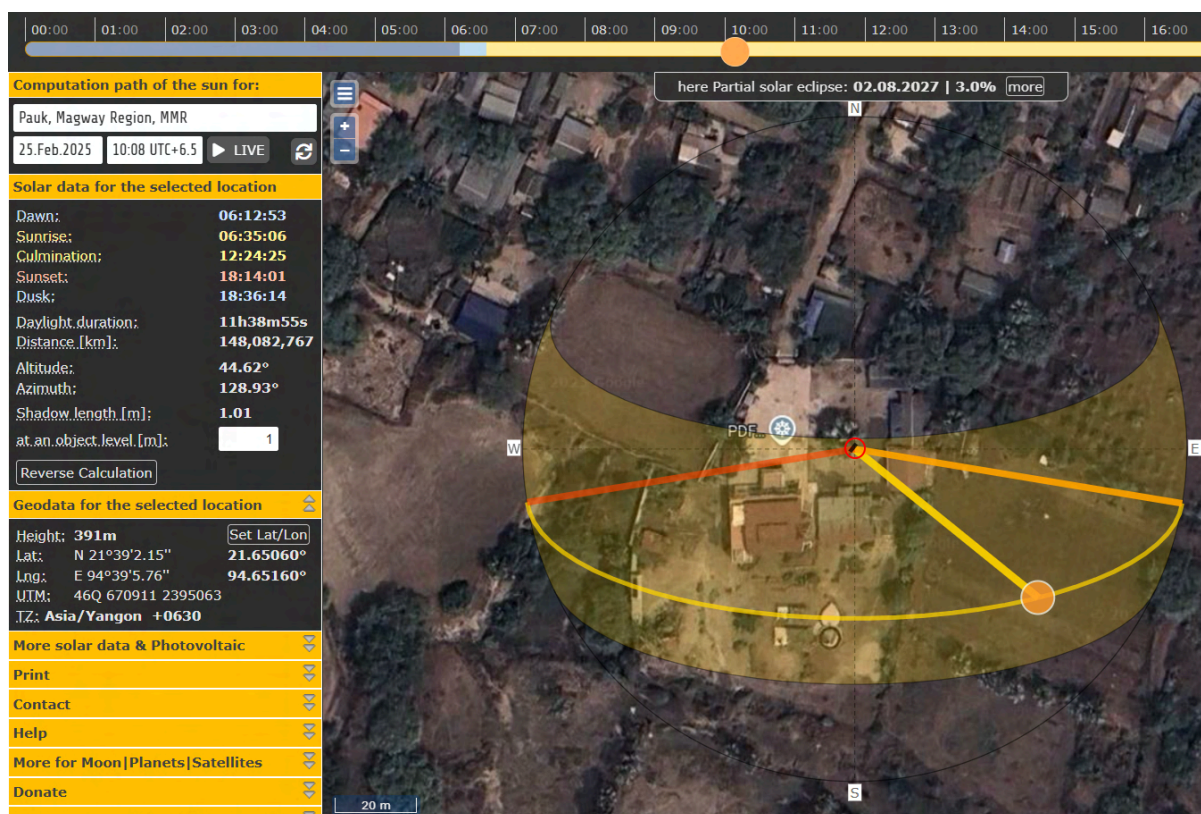 00:00 01:00 02:00 03:00 04:00 05:00 06:00 07:00 08:00 09:00 10:00 11:00 12:00 13:00 14:00 15:00 16:00
Computation path of the sun for:
Pauk, Magway Region, MMR
25.Feb.2025 10:08 UTC+6.5 LIVE
Solar data for the selected location
Dawn: 06:12:53
Sunrise: 06:35:06
Culmination: 12:24:25
Sunset: 18:14:01
Dusk: 18:36:14
Daylight duration: 11h38m55s
Distance [km]: 148,082,767
Altitude: 44.62°
Azimuth: 128.93°
Shadow length [m]: 1.01
at an object level [m]: 1
Reverse Calculation
Geodata for the selected location
Height: 391m Set Lat/Lon
Lat: N 21°39'2.15'' 21.65060°
Lng: E 94°39'5.76'' 94.65160°
UTM: 46Q 670911 2395063
TZ: Asia/Yangon +0630
More solar data & Photovoltaic
Print
Contact
Help
More for Moon|Planets|Satellites
Donate
+
−
here Partial solar eclipse: 02.08.2027 | 3.0% more
N
PDF...
W
E
S
20 m